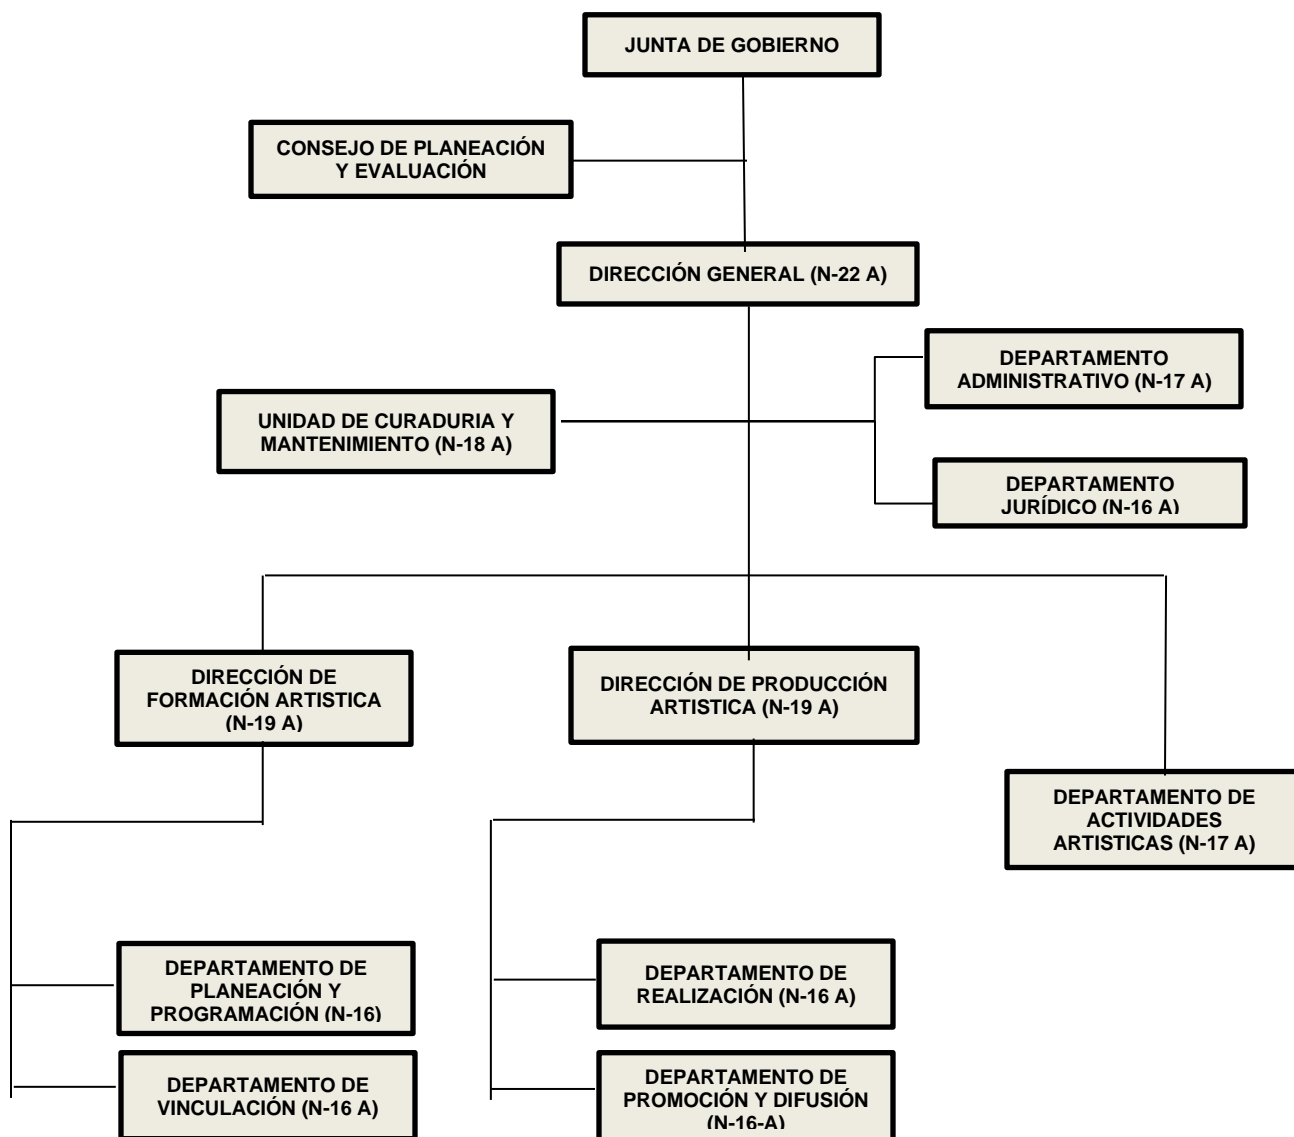 JUNTA DE GOBIERNO
CONSEJO DE PLANEACIÓN
Y EVALUACIÓN
DIRECCIÓN GENERAL (N-22 A)
DEPARTAMENTO
ADMINISTRATIVO (N-17 A)
UNIDAD DE CURADURIA Y
MANTENIMIENTO (N-18 A)
DEPARTAMENTO
JURÍDICO (N-16 A)
DIRECCIÓN DE
FORMACIÓN ARTISTICA
(N-19 A)
DIRECCIÓN DE PRODUCCIÓN
ARTISTICA (N-19 A)
DEPARTAMENTO DE
ACTIVIDADES
ARTISTICAS (N-17 A)
DEPARTAMENTO DE
PLANEACIÓN Y
PROGRAMACIÓN (N-16)
DEPARTAMENTO DE
REALIZACIÓN (N-16 A)
DEPARTAMENTO DE
VINCULACIÓN (N-16 A)
DEPARTAMENTO DE
PROMOCIÓN Y DIFUSIÓN
(N-16-A)